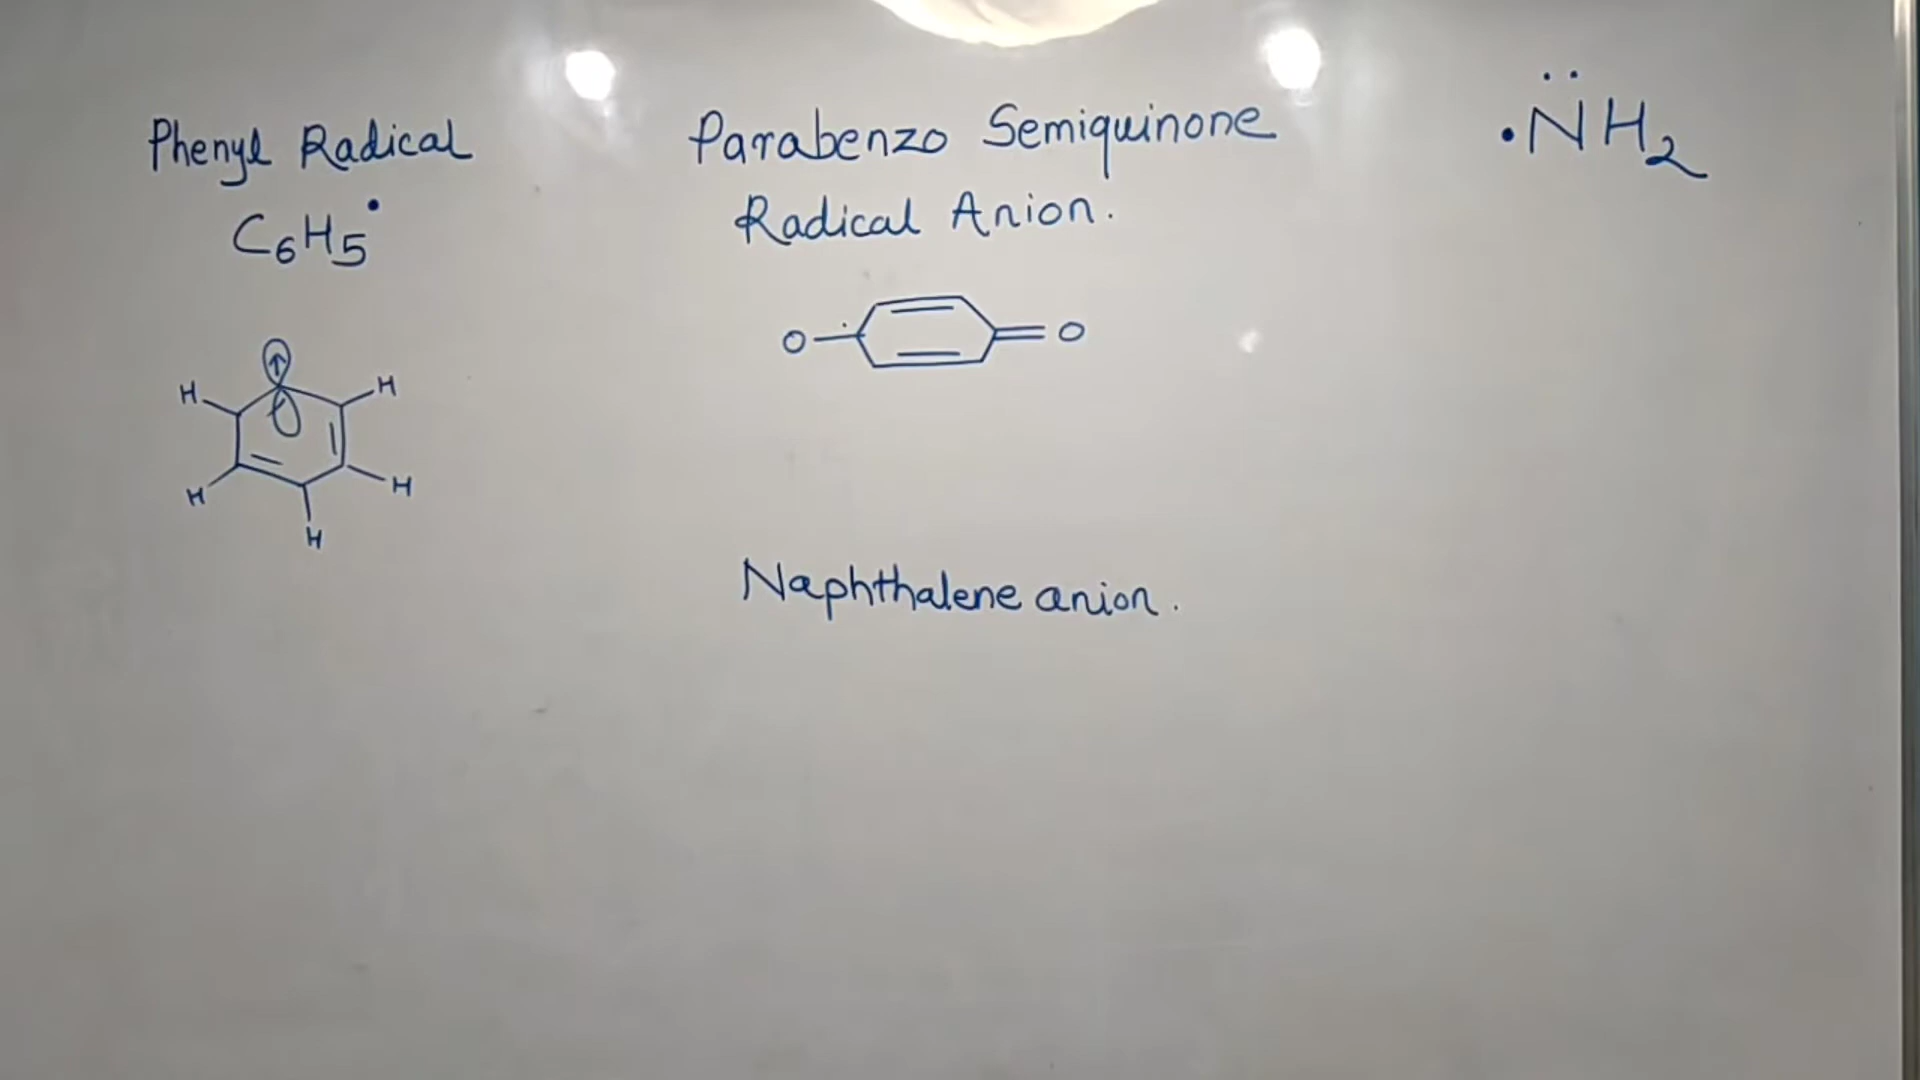 Phenyl Radical
C₆H₅•
H
H
H
H
H
Parabenzo Semiquinone
Radical Anion.
O O
Naphthalene anion.
•N̈H₂